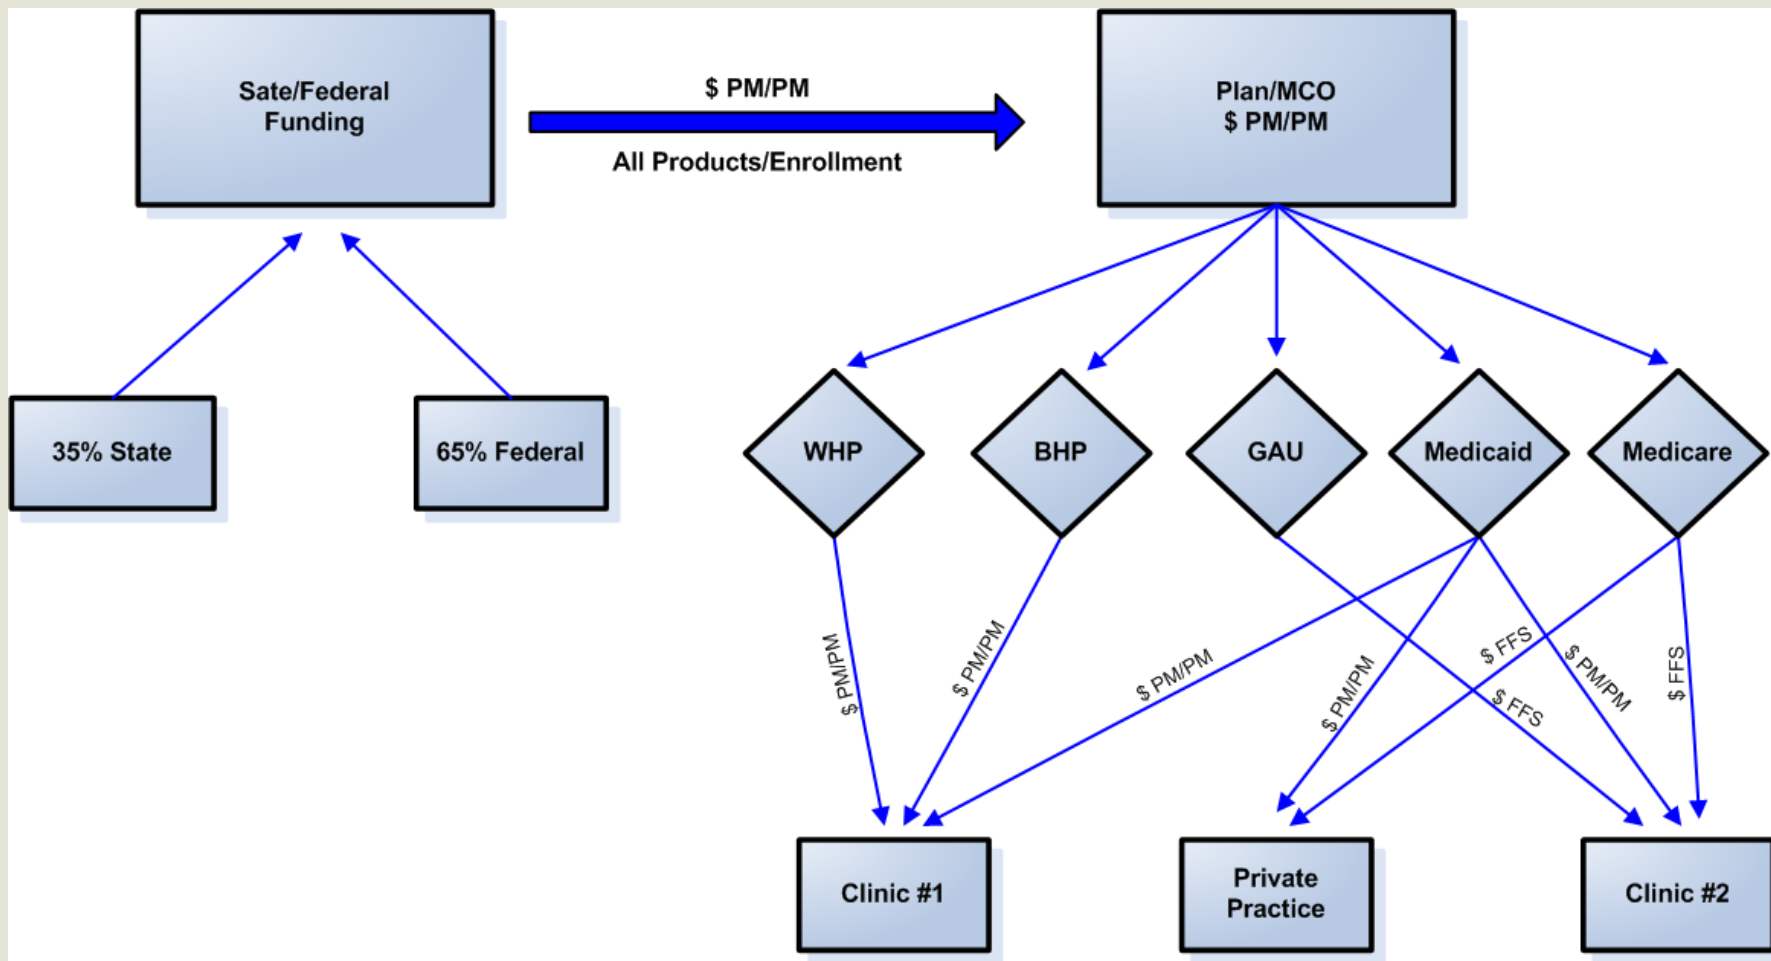 Sate/Federal
Funding
$ PM/PM
All Products/Enrollment
Plan/MCO
$ PM/PM
35% State
65% Federal
WHP
BHP
GAU
Medicaid
Medicare
$ PM/PM
$ PM/PM
$ PM/PM
$ PM/PM
$ FFS
$ FFS
$ PM/PM
$ FFS
Clinic #1
Private
Practice
Clinic #2